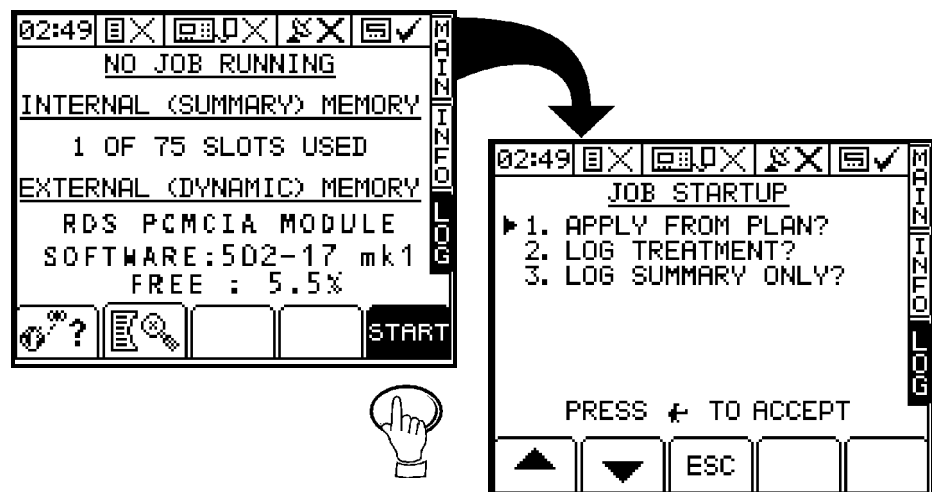 02:49
NO JOB RUNNING
INTERNAL (SUMMARY) MEMORY
1 OF 75 SLOTS USED
EXTERNAL (DYNAMIC) MEMORY
RDS PCMCIA MODULE
SOFTWARE:5D2-17 mk1
FREE : 5.5%
? START
MAIN
INFO
LOG
02:49
JOB STARTUP
1. APPLY FROM PLAN?
2. LOG TREATMENT?
3. LOG SUMMARY ONLY?
PRESS TO ACCEPT
ESC
MAIN
INFO
LOG